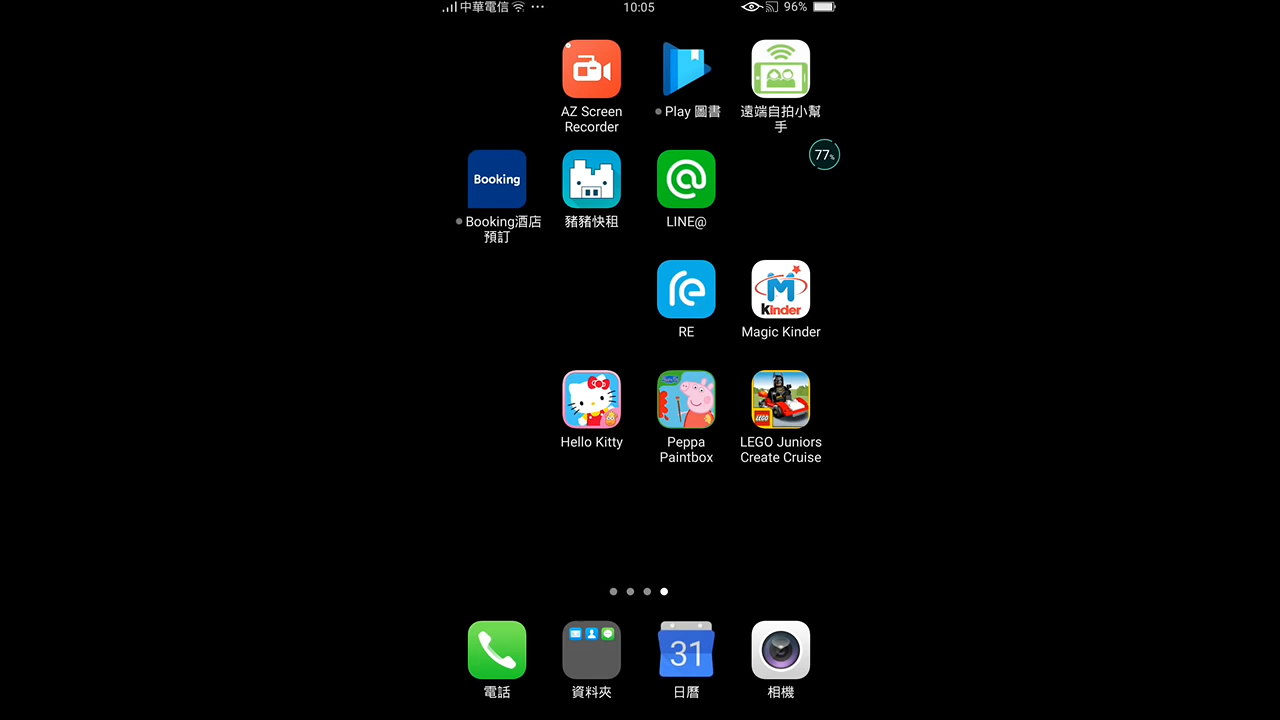 中華電信 10:05 96%
AZ Screen
Recorder
Play 圖書
遠端自拍小幫
手
77%
Booking
Booking酒店
預訂
豬豬快租
LINE@
RE
Kinder
Magic Kinder
LEGO
Hello Kitty
Peppa
Paintbox
LEGO Juniors
Create Cruise
31
電話
資料夾
日曆
相機